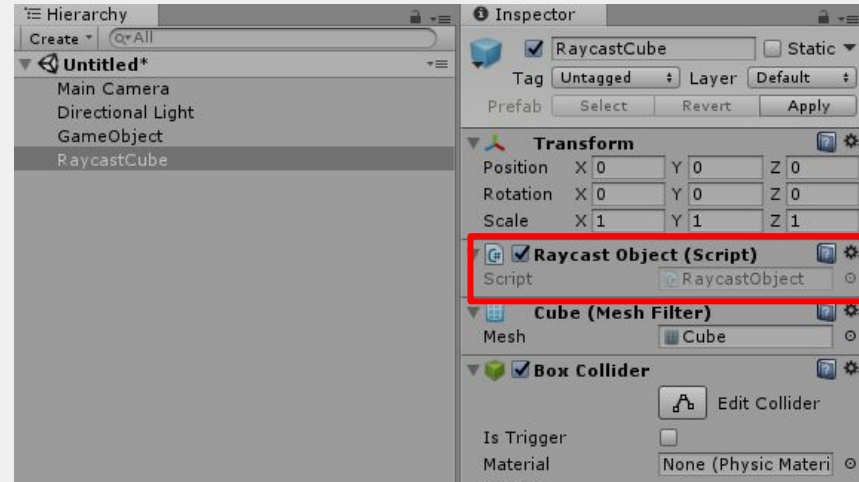 Hierarchy
Create
All
Untitled*
Main Camera
Directional Light
GameObject
RaycastCube
Inspector
RaycastCube Static
Tag Untagged Layer Default
Prefab Select Revert Apply
Transform
Position X 0 Y 0 Z 0
Rotation X 0 Y 0 Z 0
Scale X 1 Y 1 Z 1
Raycast Object (Script)
Script RaycastObject
Cube (Mesh Filter)
Mesh Cube
Box Collider
Edit Collider
Is Trigger
Material None (Physic Materi